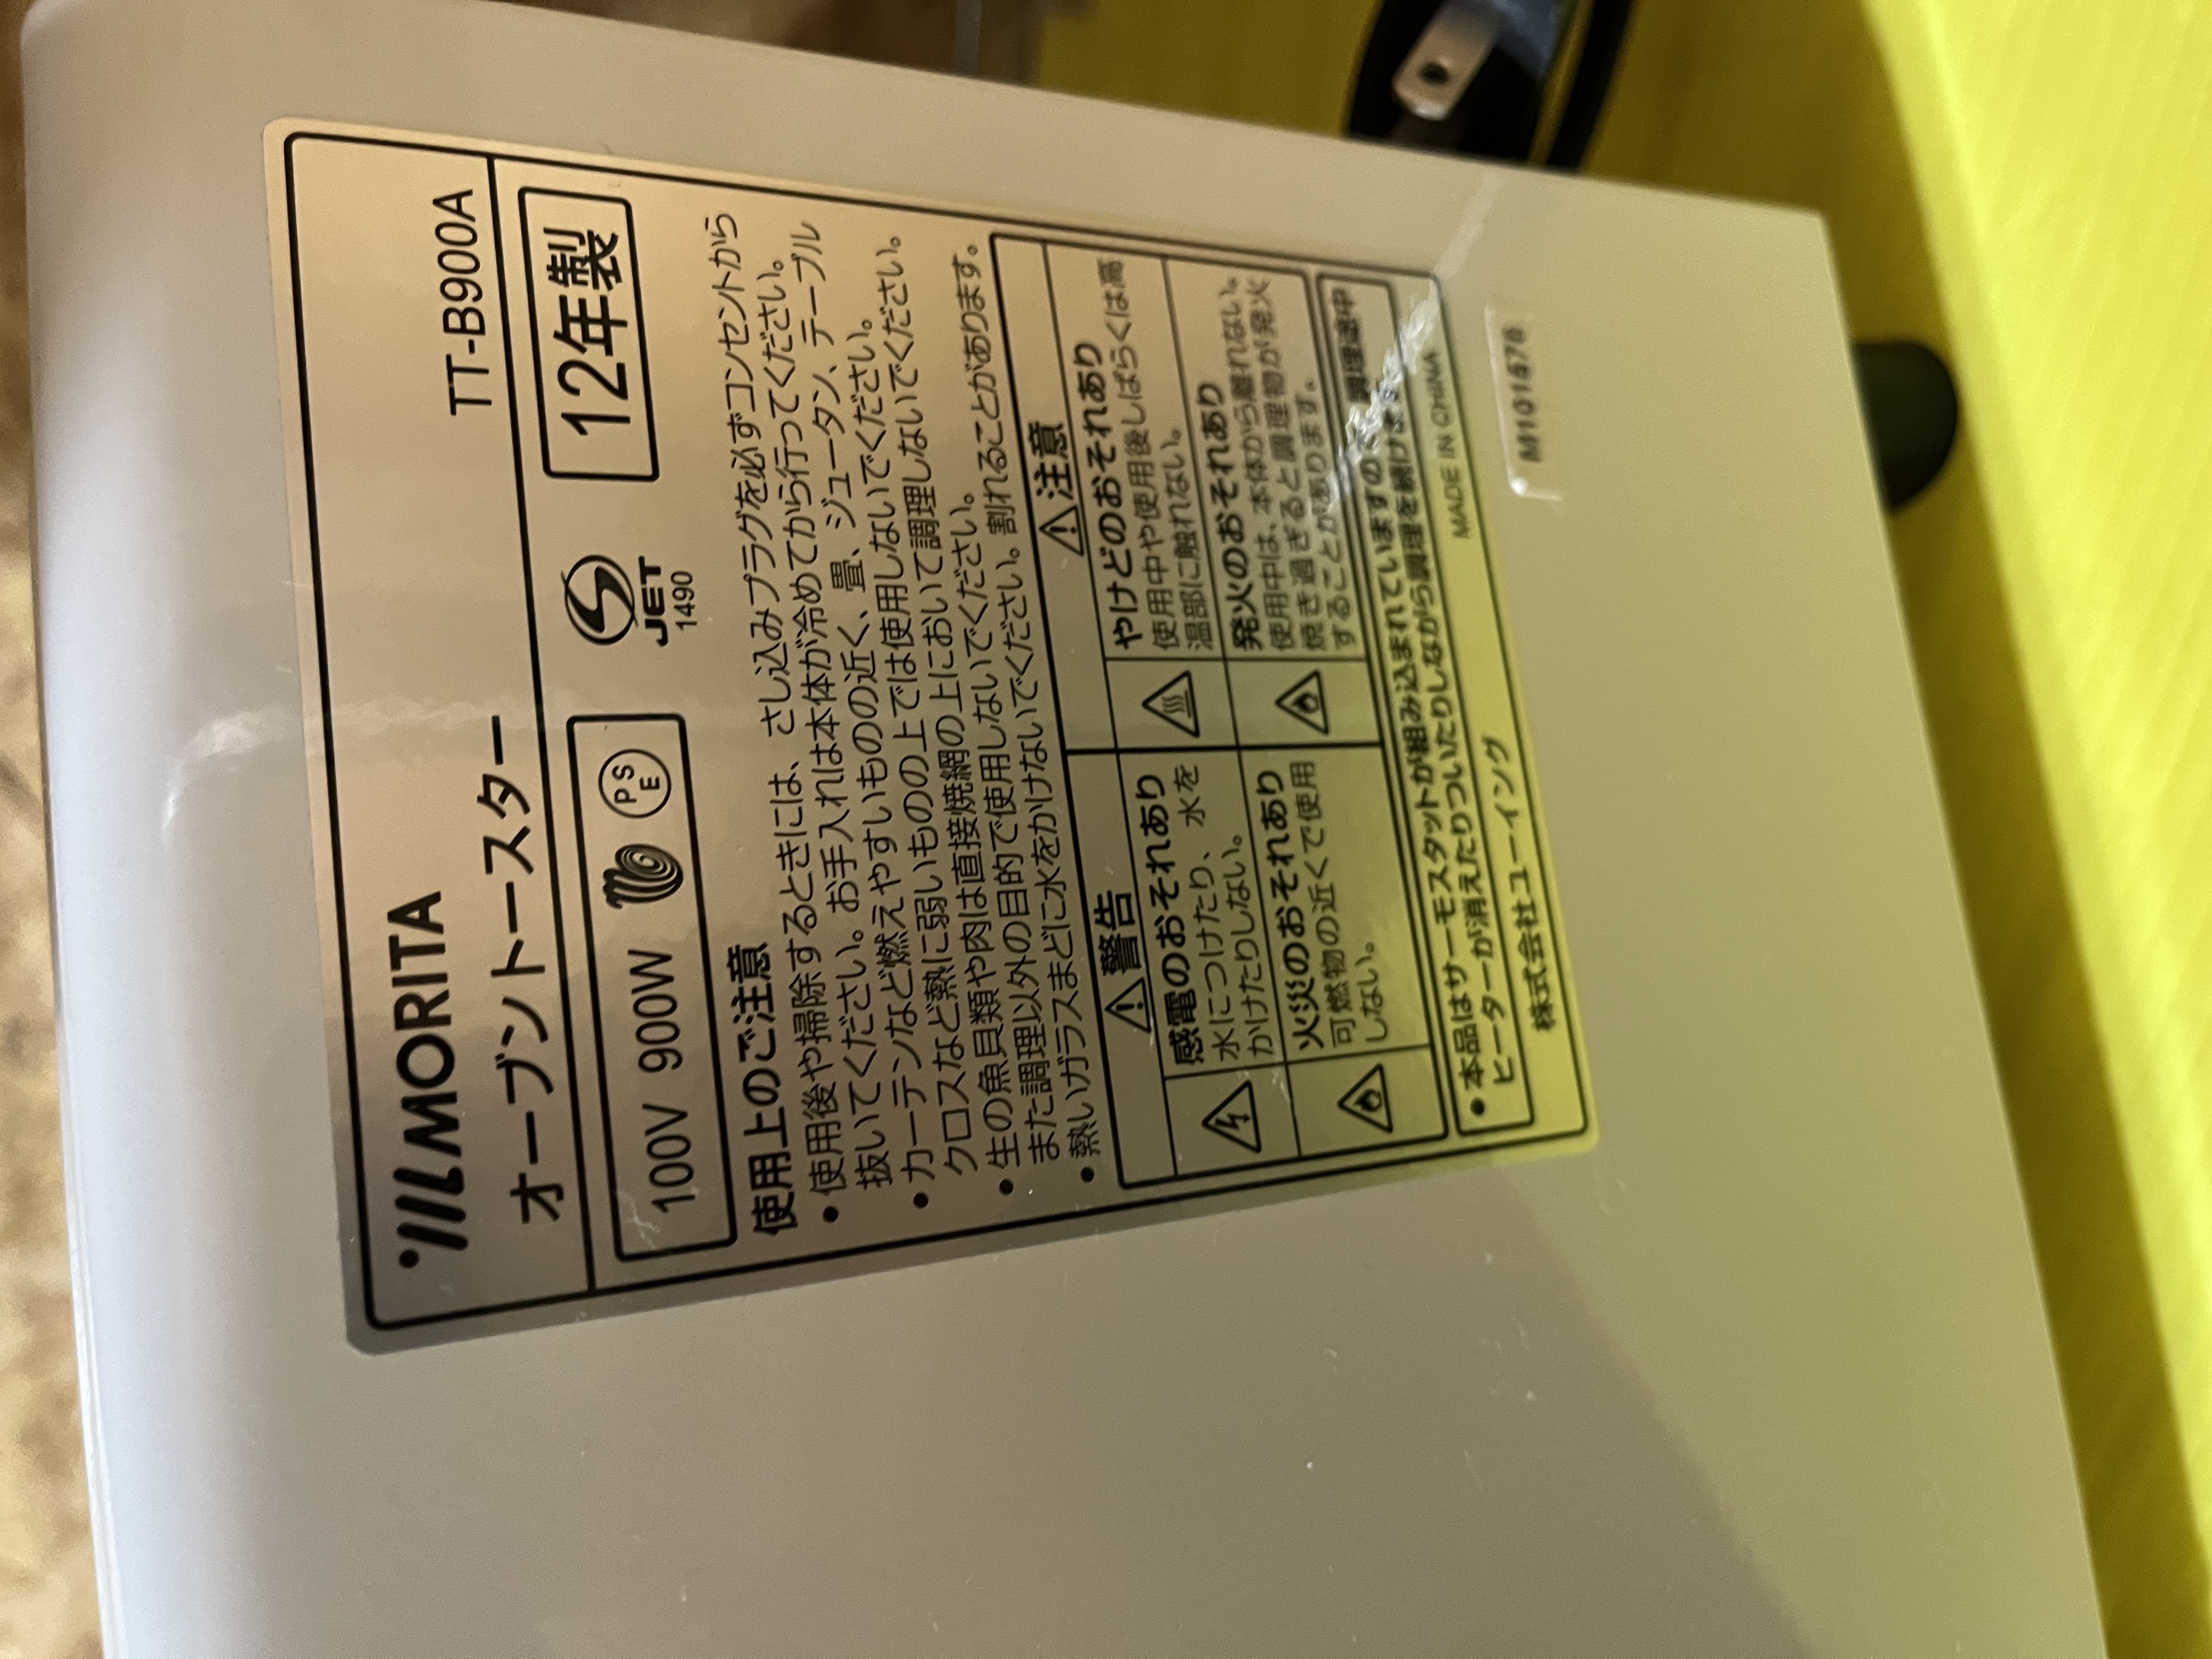 MORITA
オーブントースター TT-B900A
100V 900W PS E JET 1490 12年製
使用上のご注意
• 使用後や掃除するときには、さし込みプラグを必ずコンセントから
抜いてください。お手入れは本体が冷めてから行ってください。
• カーテンなど燃えやすいものの近く、畳、ジュータン、テーブル
クロスなど熱に弱いものの上では使用しないでください。
• 生の魚貝類や肉は直接焼網の上において調理しないでください。
また調理以外の目的で使用しないでください。
• 熱いガラスまどに水をかけないでください。割れることがあります。
⚠警告
感電のおそれあり
水につけたり、水を
かけたりしない。
火災のおそれあり
可燃物の近くで使用
しない。
⚠注意
やけどのおそれあり
使用中や使用後しばらくは高
温部に触れない。
発火のおそれあり
使用中は、本体から離れない。
焼き過ぎると調理物が発火
することがあります。
• 本品はサーモスタットが組み込まれていますので、調理途中
ヒーターが消えたりついたりしながら調理を続けます。
株式会社ユーイング MADE IN CHINA